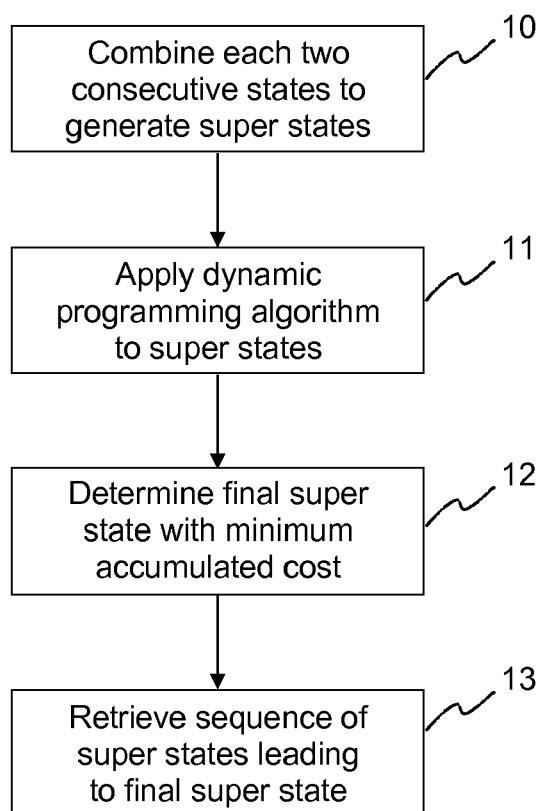 10
Combine each two
consecutive states to
generate super states
11
Apply dynamic
programming algorithm
to super states
12
Determine final super
state with minimum
accumulated cost
13
Retrieve sequence of
super states leading
to final super state